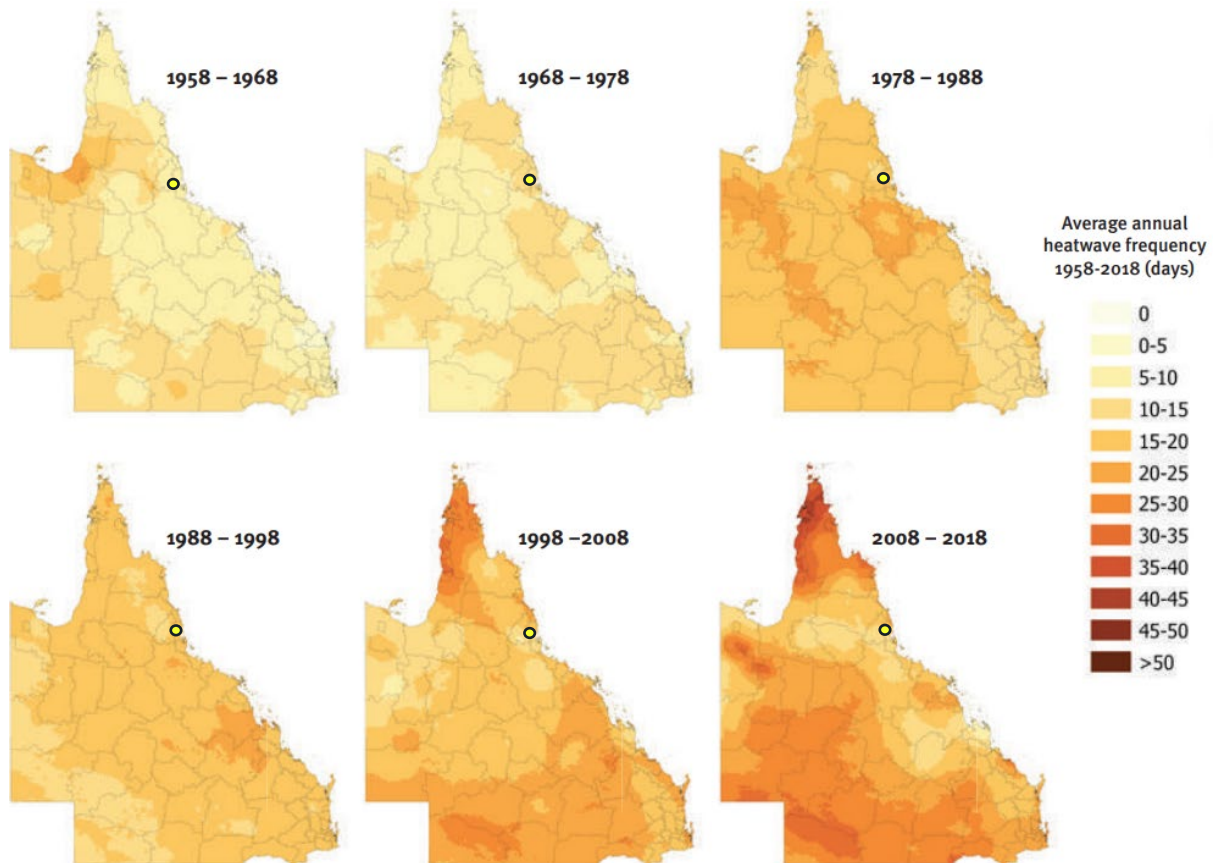 1958 – 1968
1968 – 1978
1978 – 1988
Average annual
heatwave frequency
1958-2018 (days)
0
0-5
5-10
10-15
15-20
20-25
25-30
30-35
35-40
40-45
45-50
>50
1988 – 1998
1998 –2008
2008 – 2018